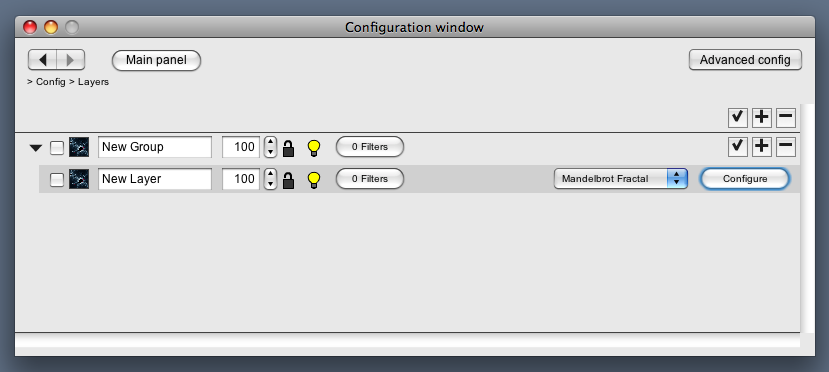 Configuration window
Main panel
Advanced config
> Config > Layers
New Group 100 0 Filters
New Layer 100 0 Filters Mandelbrot Fractal Configure